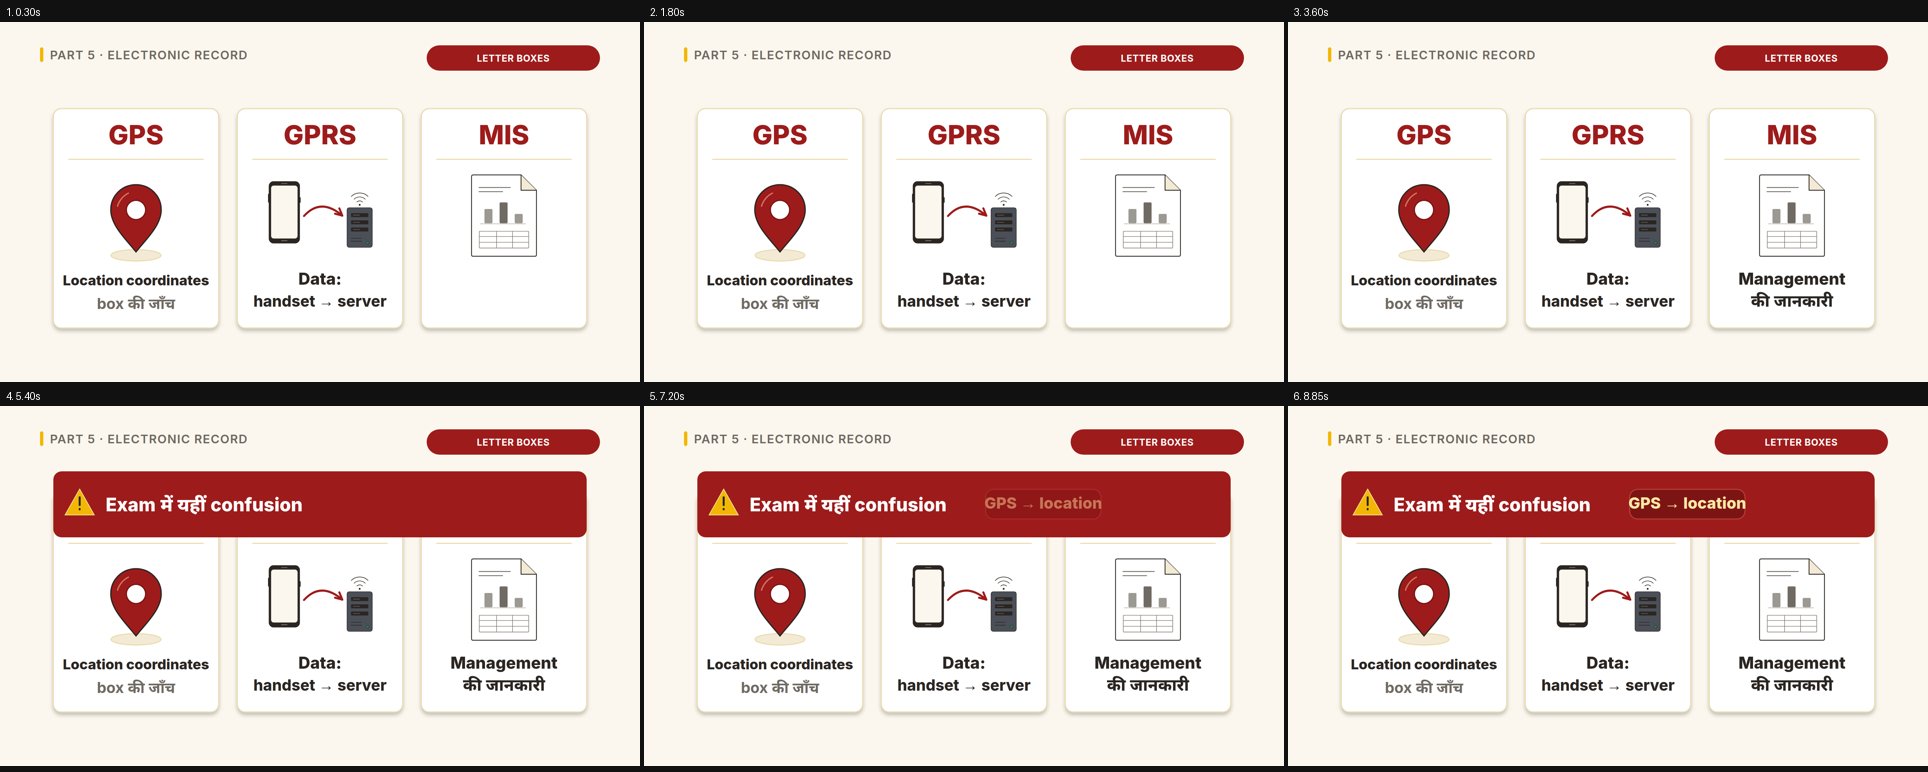 1. 0.30s
PART 5 · ELECTRONIC RECORD
LETTER BOXES
GPS
Location coordinates
box की जाँच
GPRS
Data:
handset → server
MIS
2. 1.80s
PART 5 · ELECTRONIC RECORD
LETTER BOXES
GPS
Location coordinates
box की जाँच
GPRS
Data:
handset → server
MIS
3. 3.60s
PART 5 · ELECTRONIC RECORD
LETTER BOXES
GPS
Location coordinates
box की जाँच
GPRS
Data:
handset → server
MIS
Management
की जानकारी
4. 5.40s
PART 5 · ELECTRONIC RECORD
LETTER BOXES
Exam में यहीं confusion
Location coordinates
box की जाँच
Data:
handset → server
Management
की जानकारी
5. 7.20s
PART 5 · ELECTRONIC RECORD
LETTER BOXES
Exam में यहीं confusion
GPS → location
Location coordinates
box की जाँच
Data:
handset → server
Management
की जानकारी
6. 8.85s
PART 5 · ELECTRONIC RECORD
LETTER BOXES
Exam में यहीं confusion
GPS → location
Location coordinates
box की जाँच
Data:
handset → server
Management
की जानकारी